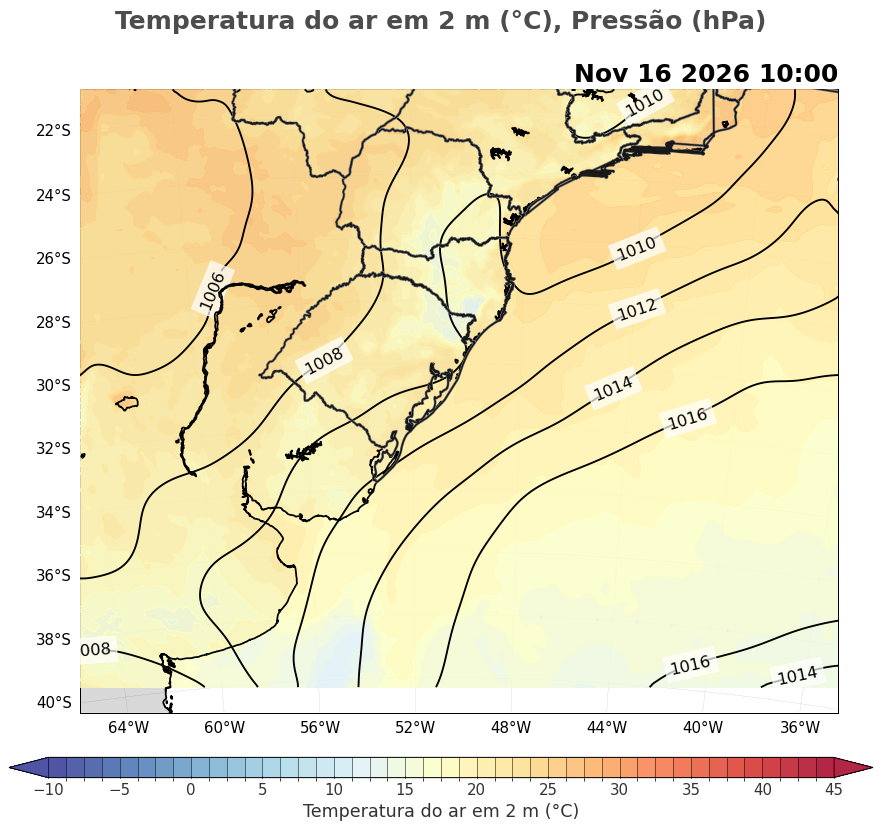 Temperatura do ar em 2 m (°C), Pressão (hPa)
Nov 16 2026 10:00
1010
22°S
24°S
1010
26°S
1006
1012
28°S
1008
1014
30°S
1016
32°S
34°S
36°S
38°S
008
1016
1014
40°S
64°W 60°W 56°W 52°W 48°W 44°W 40°W 36°W
−10 −5 0 5 10 15 20 25 30 35 40 45
Temperatura do ar em 2 m (°C)